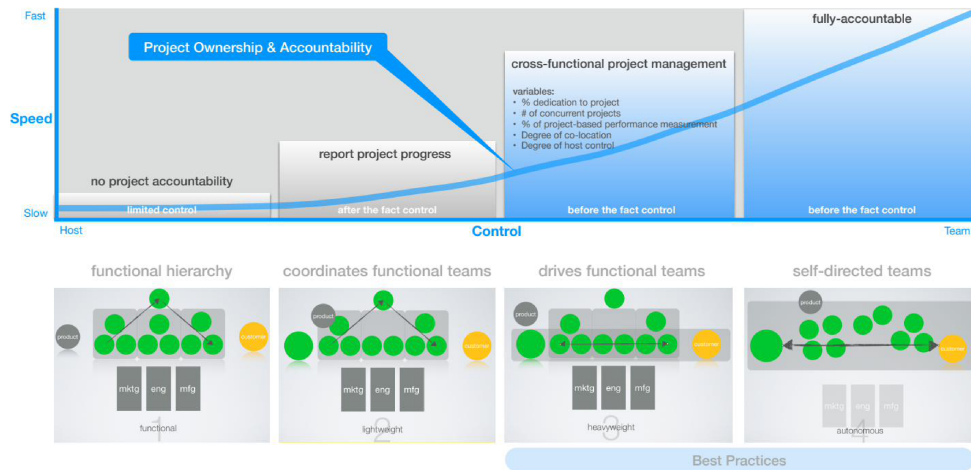 Fast
fully-accountable
Project Ownership & Accountability
cross-functional project management
variables:
• % dedication to project
• # of concurrent projects
• % of project-based performance measurement
• Degree of co-location
• Degree of host control
Speed
report project progress
no project accountability
Slow
limited control
after the fact control
before the fact control
before the fact control
Host
Control
Team
functional hierarchy
coordinates functional teams
drives functional teams
self-directed teams
product
customer
mktg
eng
mfg
1
functional
product
customer
mktg
eng
mfg
2
lightweight
product
customer
mktg
eng
mfg
3
heavyweight
product
customer
mktg
eng
mfg
4
autonomous
Best Practices